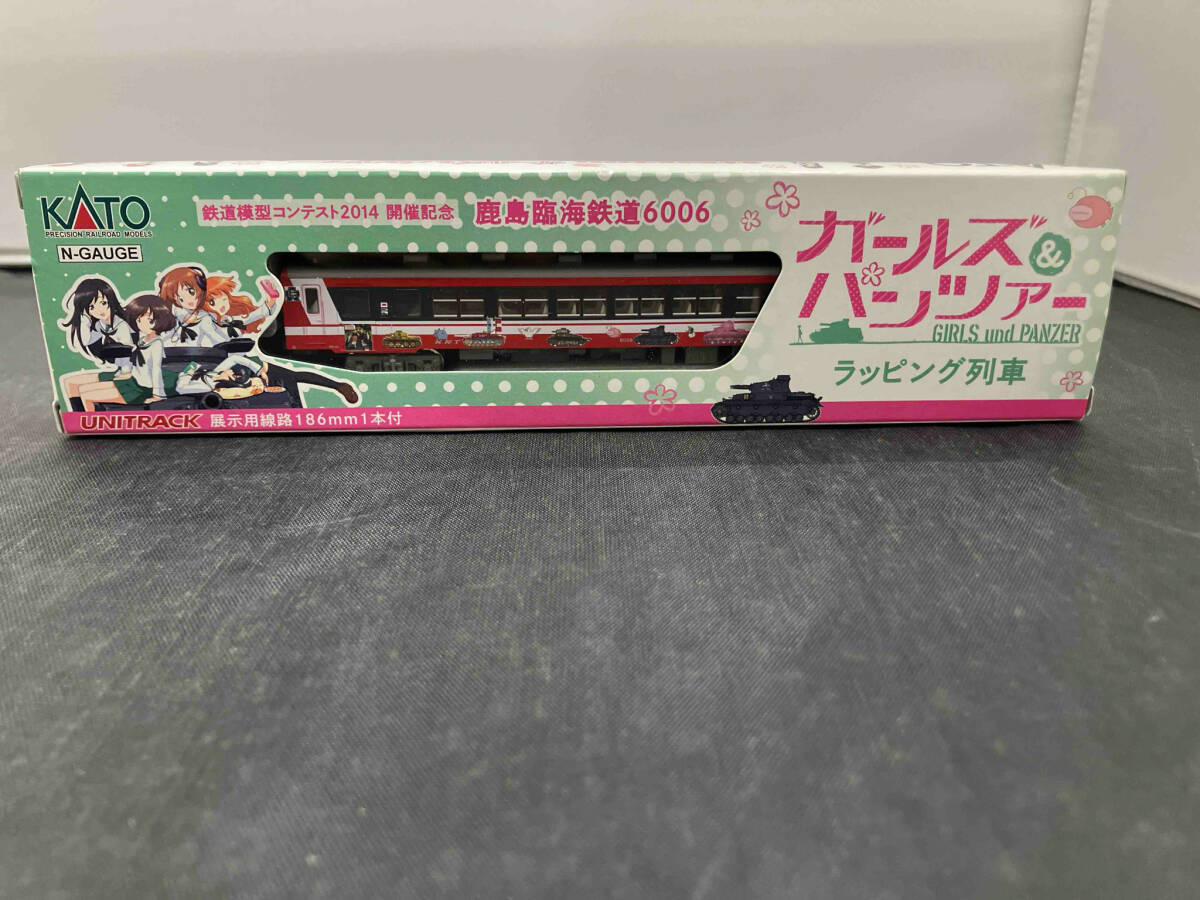 KATO
PRECISION RAILROAD MODELS
N-GAUGE
鉄道模型コンテスト2014 開催記念
鹿島臨海鉄道6006
ガールズ
&
パンツァー
GIRLS und PANZER
ラッピング列車
UNITRACK 展示用線路186mm1本付